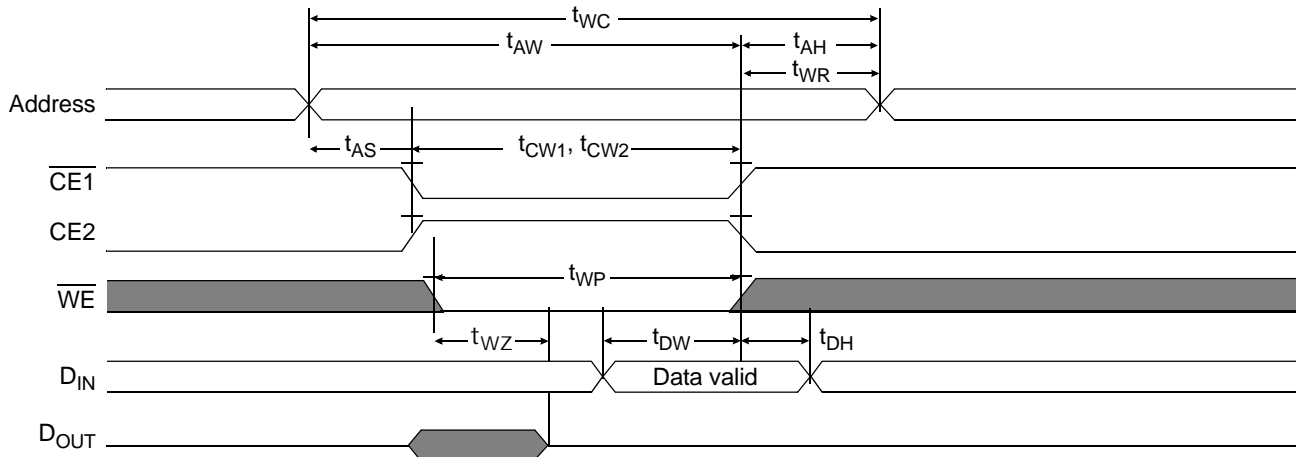 tWC
tAW
tAH
tWR
Address
tAS
tCW1, tCW2
CE1
CE2
tWP
WE
tWZ
tDW
tDH
DIN
Data valid
DOUT